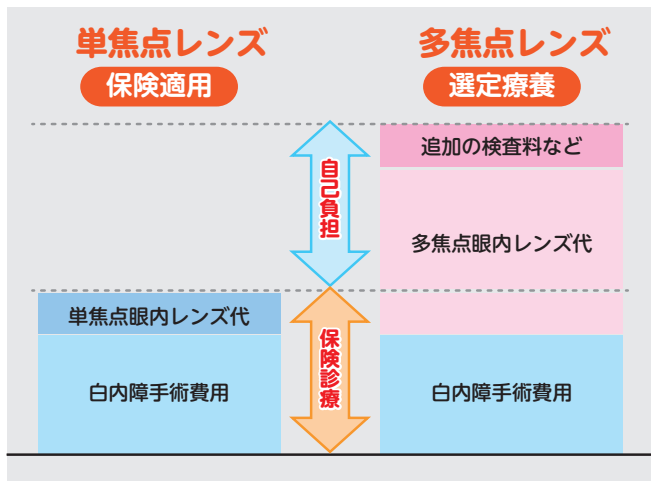 単焦点レンズ
保険適用
多焦点レンズ
選定療養
追加の検査料など
自己負担
多焦点眼内レンズ代
単焦点眼内レンズ代
保険診療
白内障手術費用
白内障手術費用